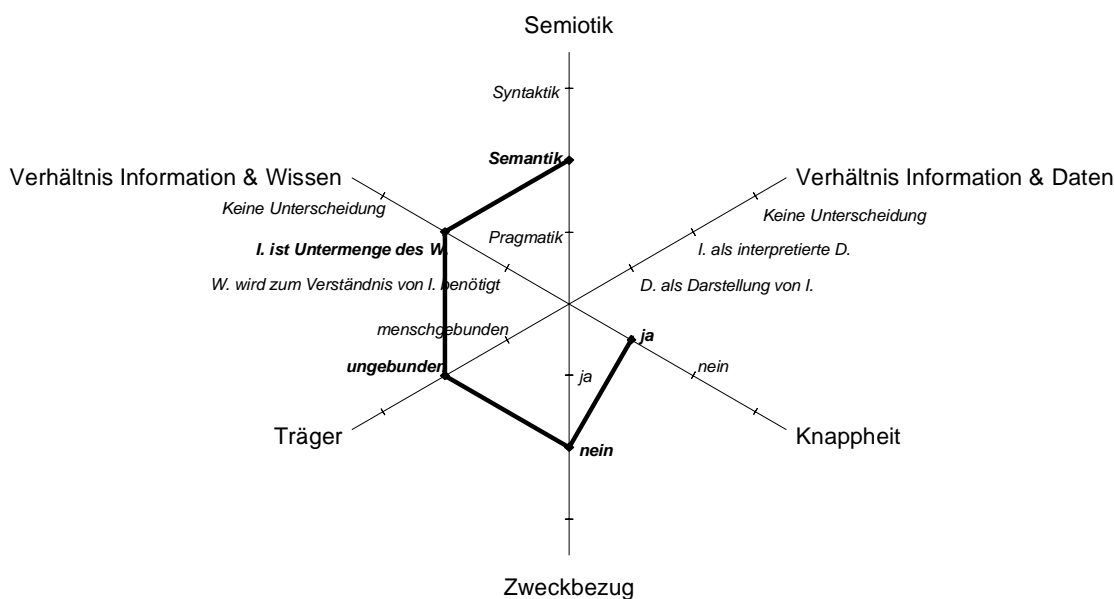 Semiotik
Syntaktik
Semantik
Verhältnis Information & Wissen
Verhältnis Information & Daten
Keine Unterscheidung
Keine Unterscheidung
Pragmatik
I. ist Untermenge des W.
I. als interpretierte D.
W. wird zum Verständnis von I. benötigt
D. als Darstellung von I.
menschgebunden
ja
ungebunden
ja
nein
Träger
Knappheit
nein
Zweckbezug